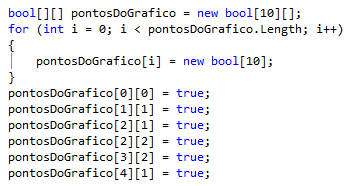 bool[][] pontosDoGrafico = new bool[10][];
for (int i = 0; i < pontosDoGrafico.Length; i++)
{
    pontosDoGrafico[i] = new bool[10];
}
pontosDoGrafico[0][0] = true;
pontosDoGrafico[1][1] = true;
pontosDoGrafico[2][1] = true;
pontosDoGrafico[2][2] = true;
pontosDoGrafico[3][2] = true;
pontosDoGrafico[4][1] = true;